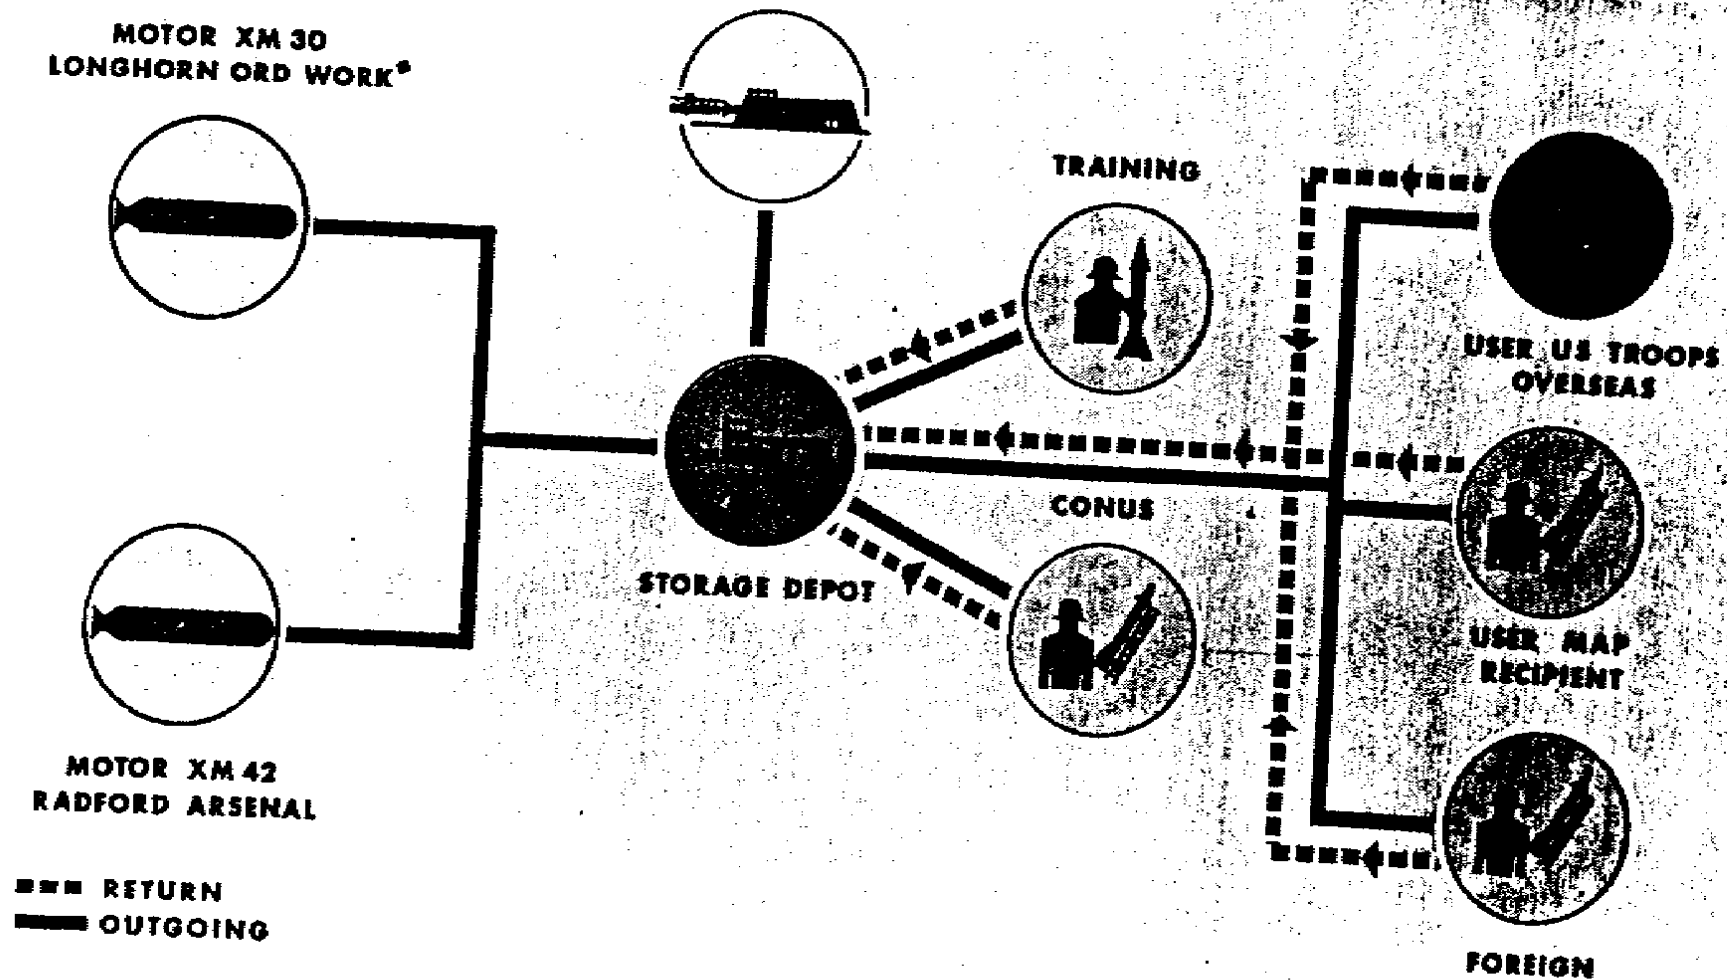 MOTOR XM 30
LONGHORN ORD WORK*
TRAINING
USER US TROOPS
OVERSEAS
CONUS
STORAGE DEPOT
USER MAP
RECIPIENT
MOTOR XM 42
RADFORD ARSENAL
RETURN
OUTGOING
FOREIGN